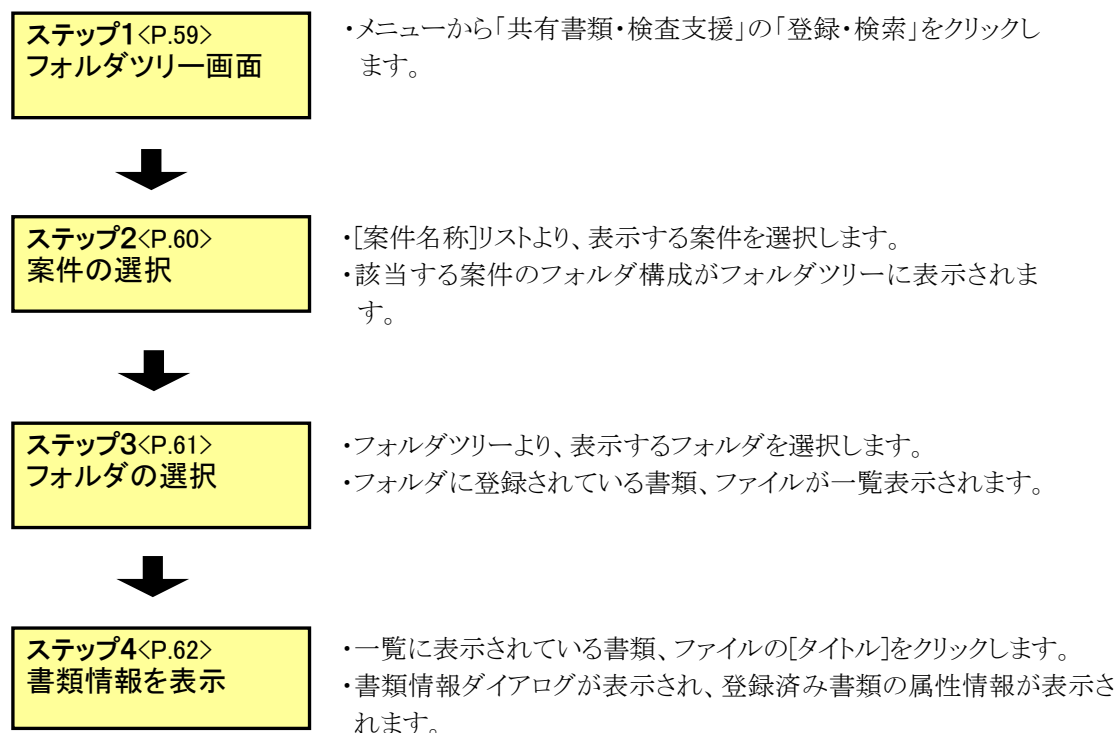 ステップ1<P.59>
フォルダツリー画面
・メニューから「共有書類・検査支援」の「登録・検索」をクリックし
ます。
ステップ2<P.60>
案件の選択
・[案件名称]リストより、表示する案件を選択します。
・該当する案件のフォルダ構成がフォルダツリーに表示されま
す。
ステップ3<P.61>
フォルダの選択
・フォルダツリーより、表示するフォルダを選択します。
・フォルダに登録されている書類、ファイルが一覧表示されます。
ステップ4<P.62>
書類情報を表示
・一覧に表示されている書類、ファイルの[タイトル]をクリックします。
・書類情報ダイアログが表示され、登録済み書類の属性情報が表示さ
れます。